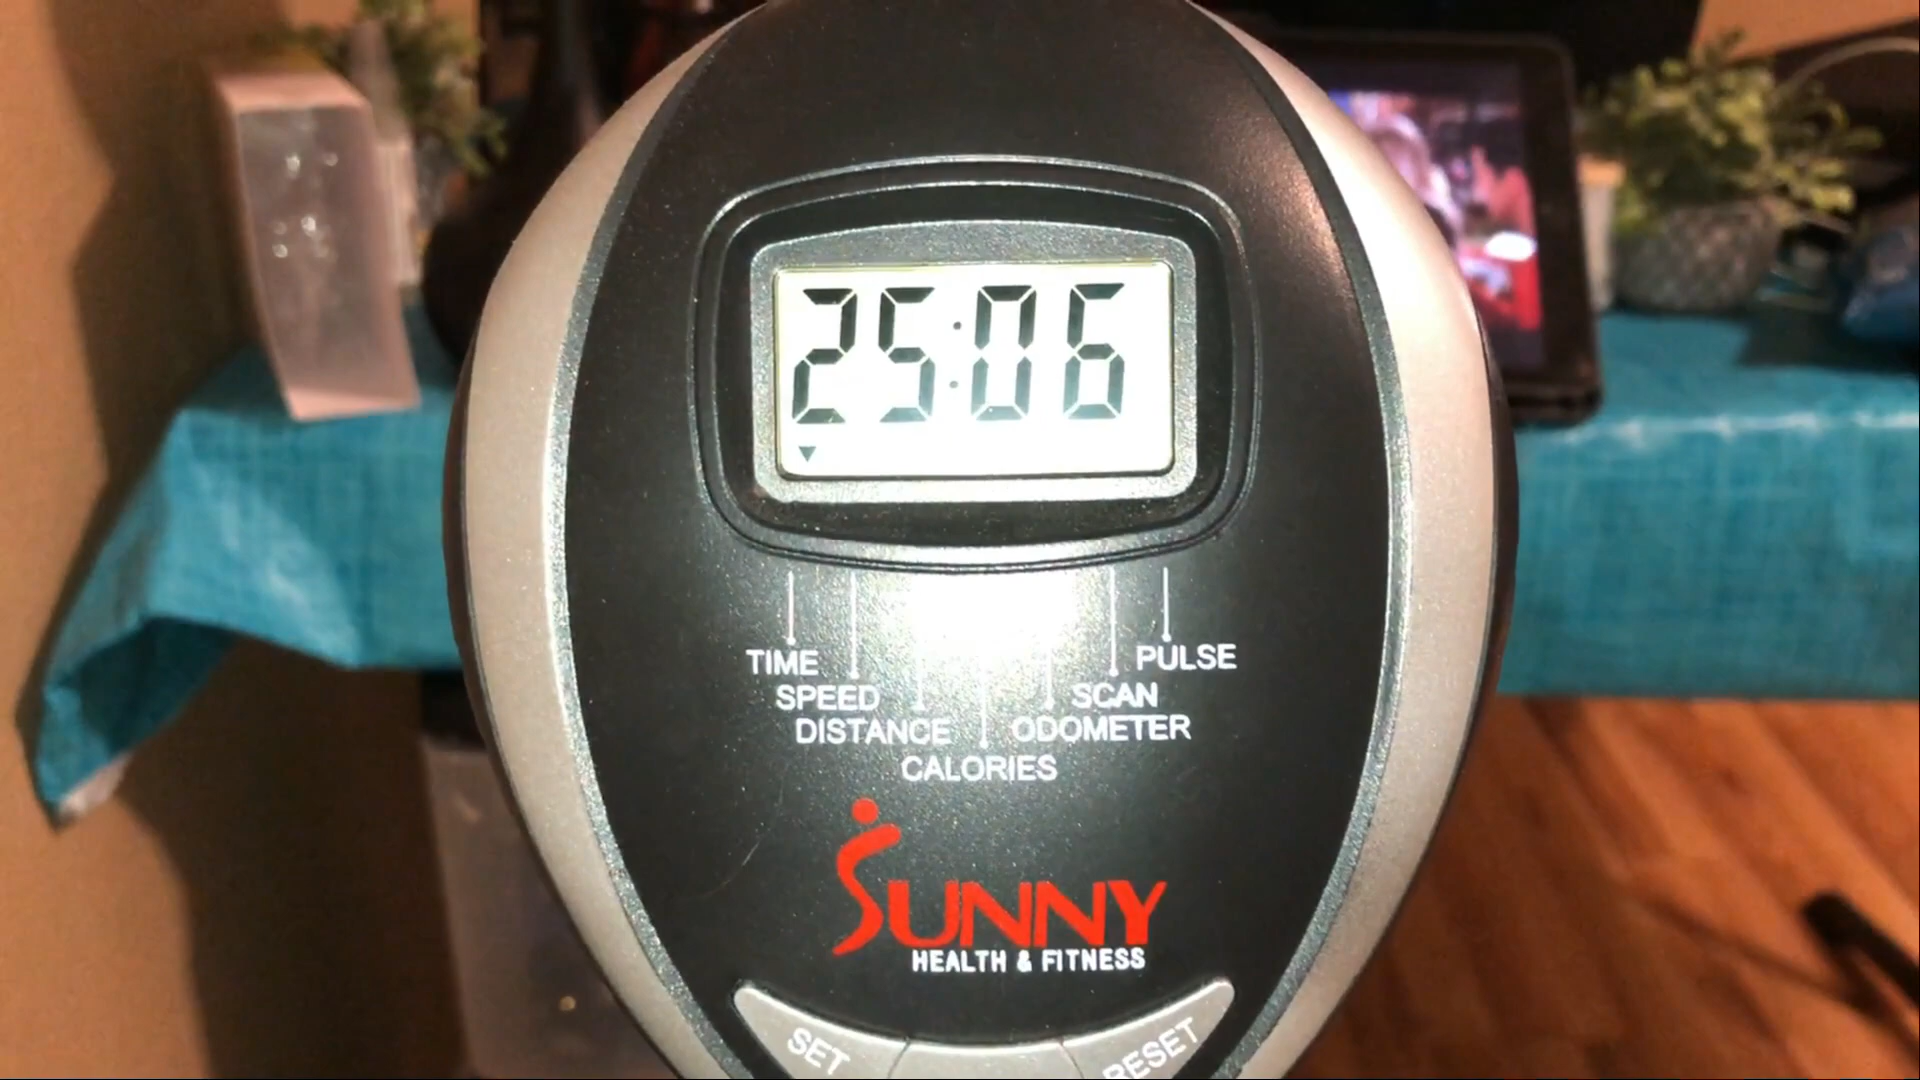 25:06
TIME
PULSE
SPEED
SCAN
DISTANCE
ODOMETER
CALORIES
SUNNY
HEALTH & FITNESS
SET
RESET